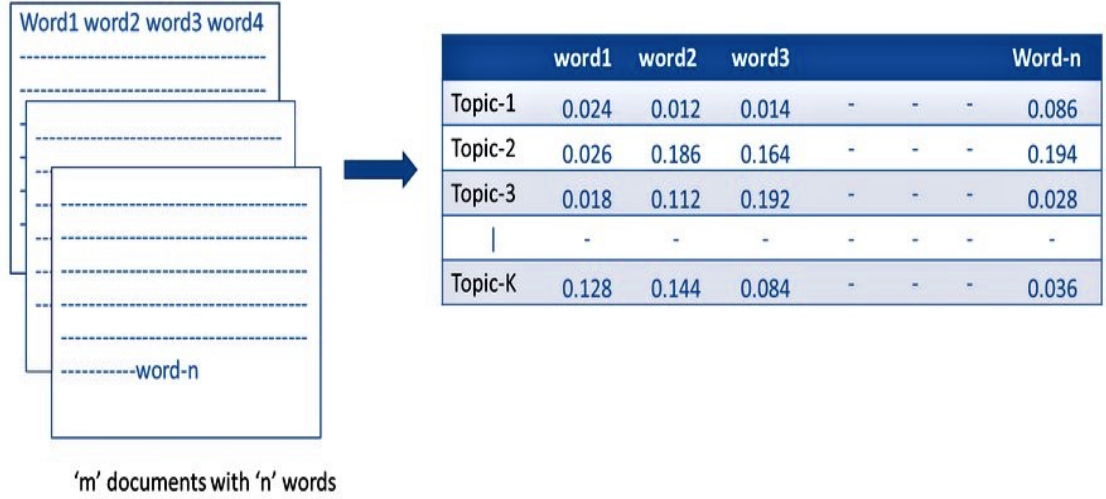 Word1 word2 word3 word4
-----------word-n
'm' documents with 'n' words
word1 word2 word3 Word-n
Topic-1 0.024 0.012 0.014 - - - 0.086
Topic-2 0.026 0.186 0.164 - - - 0.194
Topic-3 0.018 0.112 0.192 - - - 0.028
| - - - - - - -
Topic-K 0.128 0.144 0.084 - - - 0.036